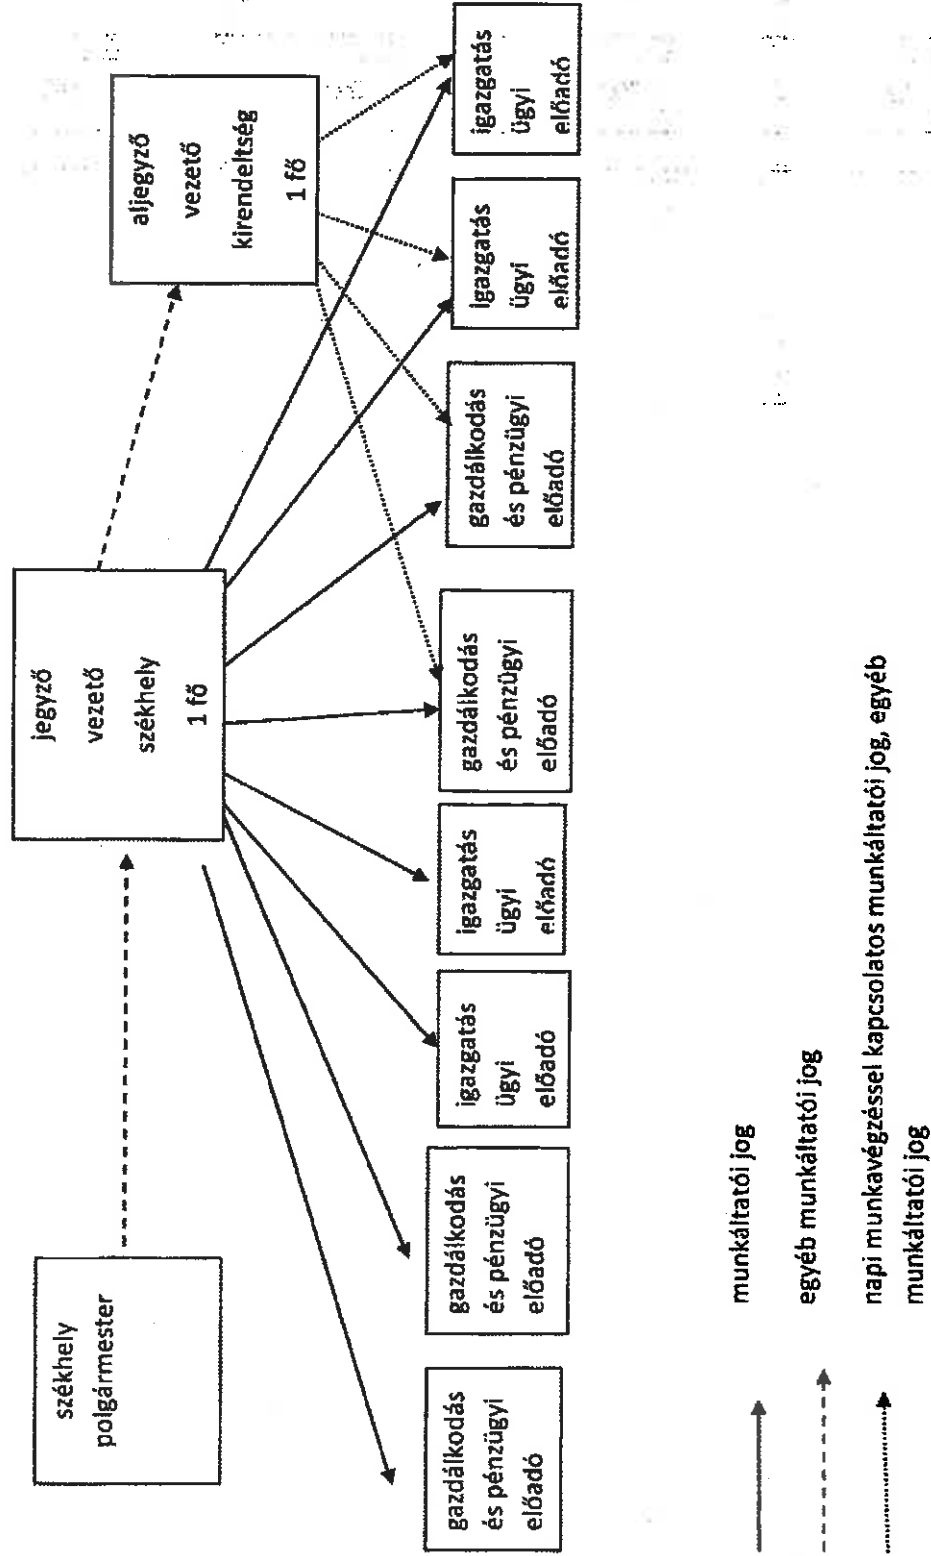 székhely
polgármester
jegyző
vezető
székhely
1 fő
aljegyző
vezető
kirendeltség
1 fő
gazdálkodás
és pénzügyi
előadó
gazdálkodás
és pénzügyi
előadó
igazgatás
ügyi
előadó
igazgatás
ügyi
előadó
gazdálkodás
és pénzügyi
előadó
gazdálkodás
és pénzügyi
előadó
igazgatás
ügyi
előadó
igazgatás
ügyi
előadó
munkáltatói jog
egyéb munkáltatói jog
napi munkavégzéssel kapcsolatos munkáltatói jog, egyéb
munkáltatói jog